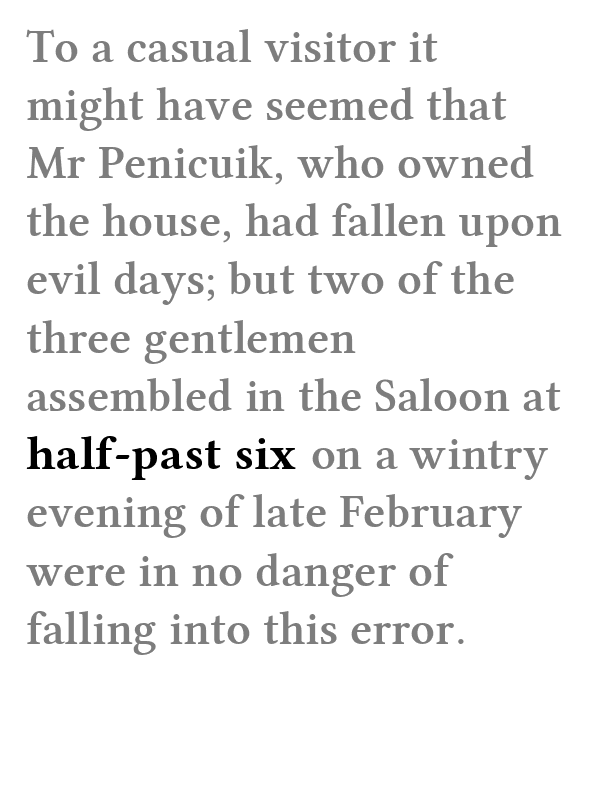 To a casual visitor it
might have seemed that
Mr Penicuik, who owned
the house, had fallen upon
evil days; but two of the
three gentlemen
assembled in the Saloon at
half-past six on a wintry
evening of late February
were in no danger of
falling into this error.